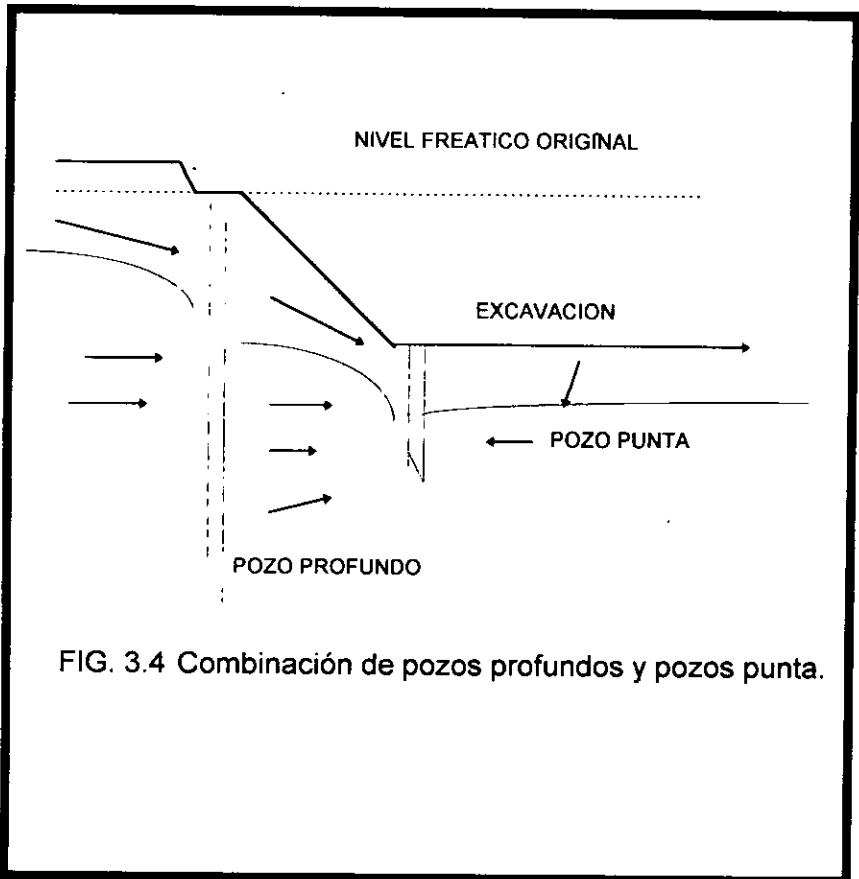 NIVEL FREATICO ORIGINAL
EXCAVACION
POZO PUNTA
POZO PROFUNDO
FIG. 3.4 Combinación de pozos profundos y pozos punta.